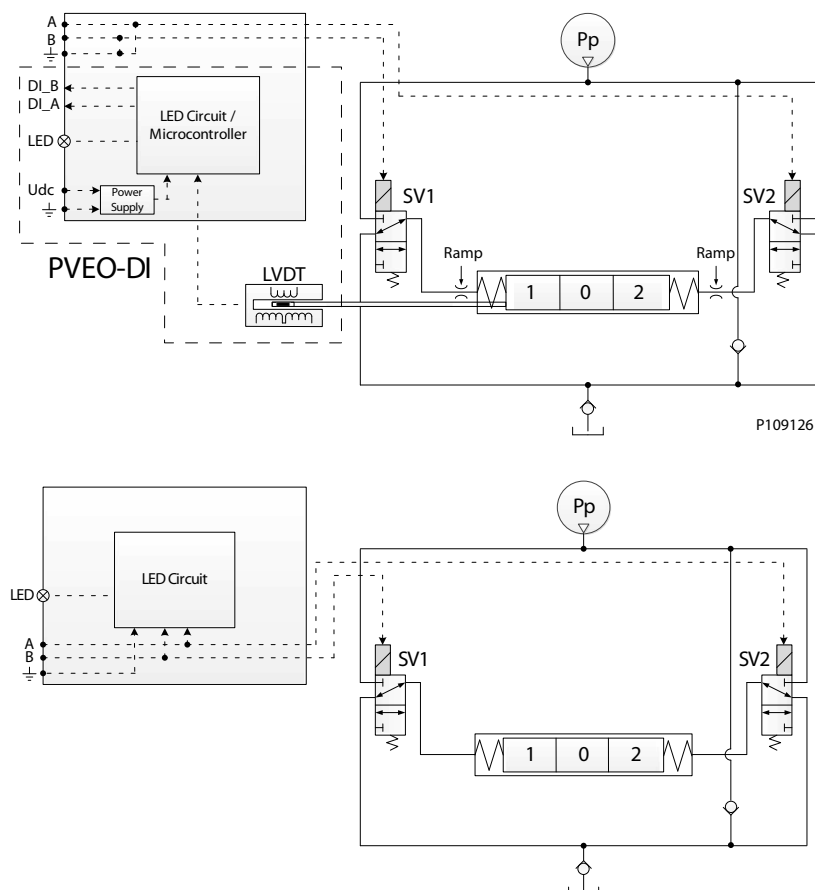 A
B
Pp
DI_B
DI_A
LED Circuit /
Microcontroller
LED
Udc
Power
Supply
SV1
SV2
PVEO-DI
LVDT
Ramp
Ramp
1 0 2
P109126
Pp
LED Circuit
LED
A
B
SV1
SV2
1 0 2